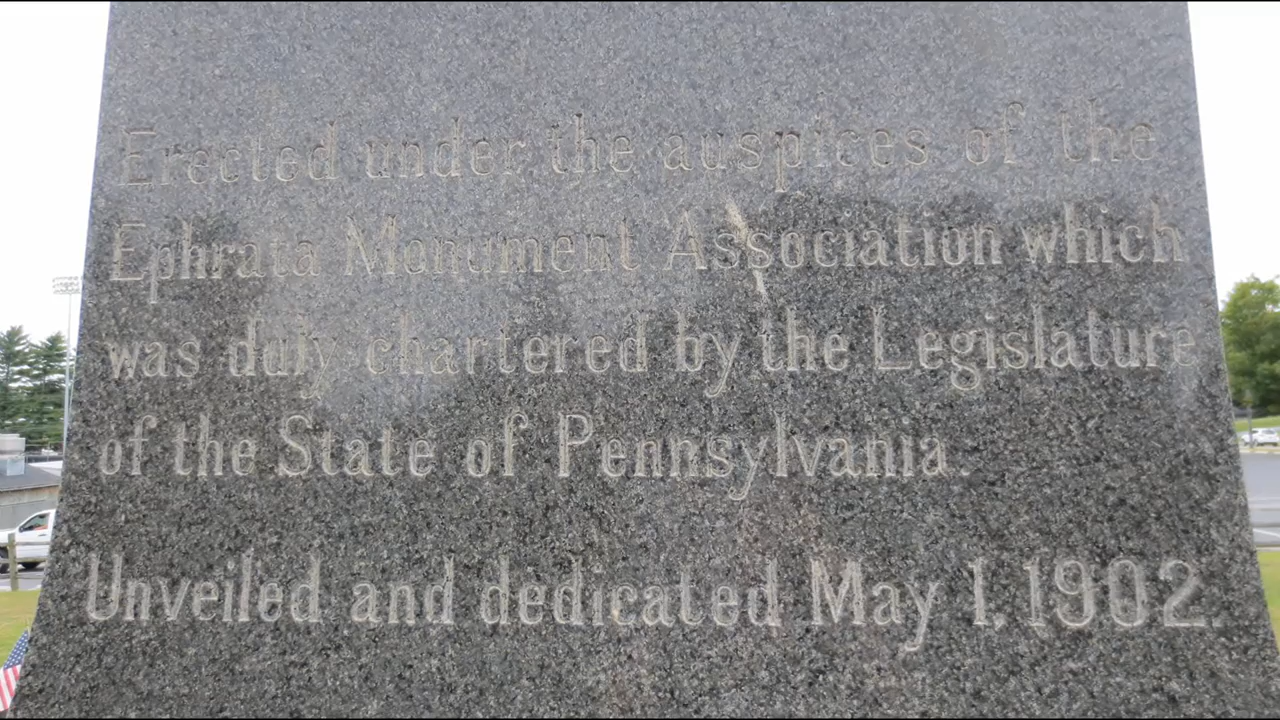 Erected under the auspices of the
Ephrata Monument Association which
was duly chartered by the Legislature
of the State of Pennsylvania.
Unveiled and dedicated May 1, 1902.